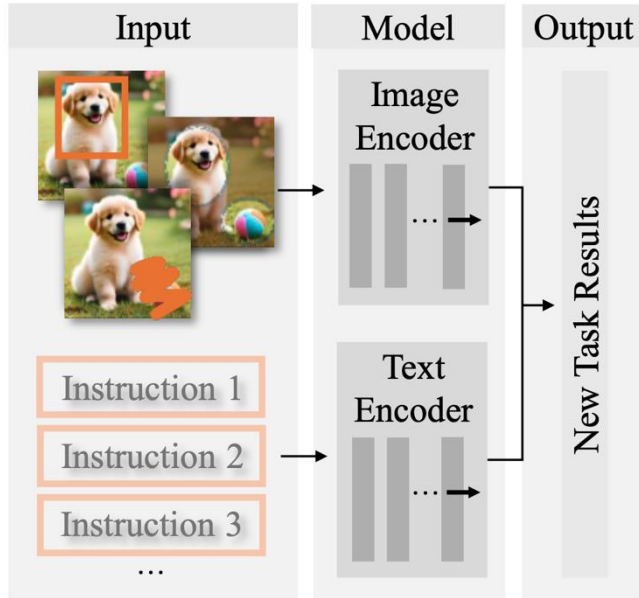 Input
Model
Output
Image
Encoder
...
Instruction 1
Instruction 2
Instruction 3
...
Text
Encoder
...
New Task Results